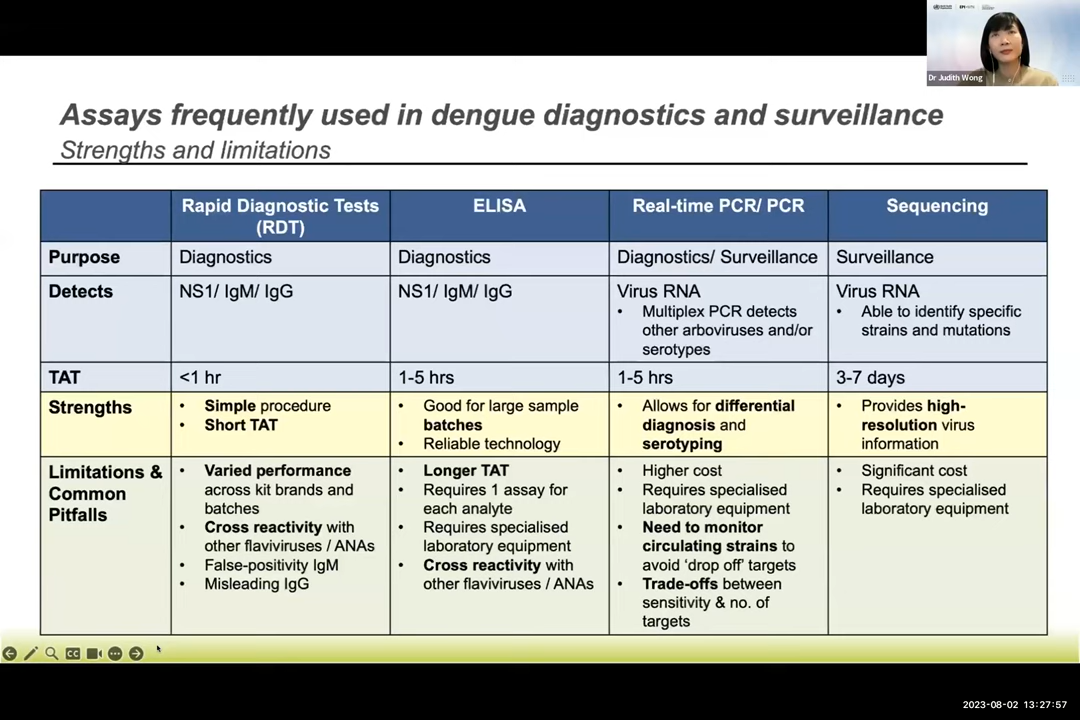 Dr Judith Wong
Assays frequently used in dengue diagnostics and surveillance
Strengths and limitations
Rapid Diagnostic Tests
(RDT)
ELISA
Real-time PCR/ PCR
Sequencing
Purpose
Diagnostics
Diagnostics
Diagnostics/ Surveillance
Surveillance
Detects
NS1/ IgM/ IgG
NS1/ IgM/ IgG
Virus RNA
• Multiplex PCR detects
other arboviruses and/or
serotypes
Virus RNA
• Able to identify specific
strains and mutations
TAT
<1 hr
1-5 hrs
1-5 hrs
3-7 days
Strengths
• Simple procedure
• Short TAT
• Good for large sample
batches
• Reliable technology
• Allows for differential
diagnosis and
serotyping
• Provides high-
resolution virus
information
Limitations &
Common
Pitfalls
• Varied performance
across kit brands and
batches
• Cross reactivity with
other flaviviruses / ANAs
• False-positivity IgM
• Misleading IgG
• Longer TAT
• Requires 1 assay for
each analyte
• Requires specialised
laboratory equipment
• Cross reactivity with
other flaviviruses / ANAs
• Higher cost
• Requires specialised
laboratory equipment
• Need to monitor
circulating strains to
avoid ‘drop off’ targets
• Trade-offs between
sensitivity & no. of
targets
• Significant cost
• Requires specialised
laboratory equipment
CC
2023-08-02 13:27:57